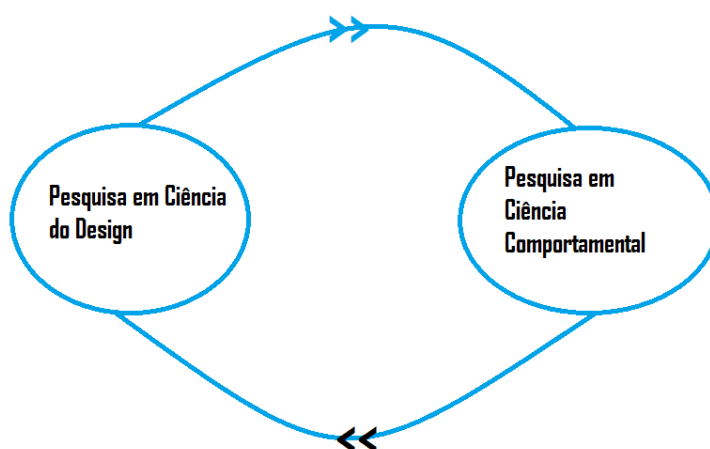 Pesquisa em Ciência
do Design
Pesquisa em
Ciência
Comportamental